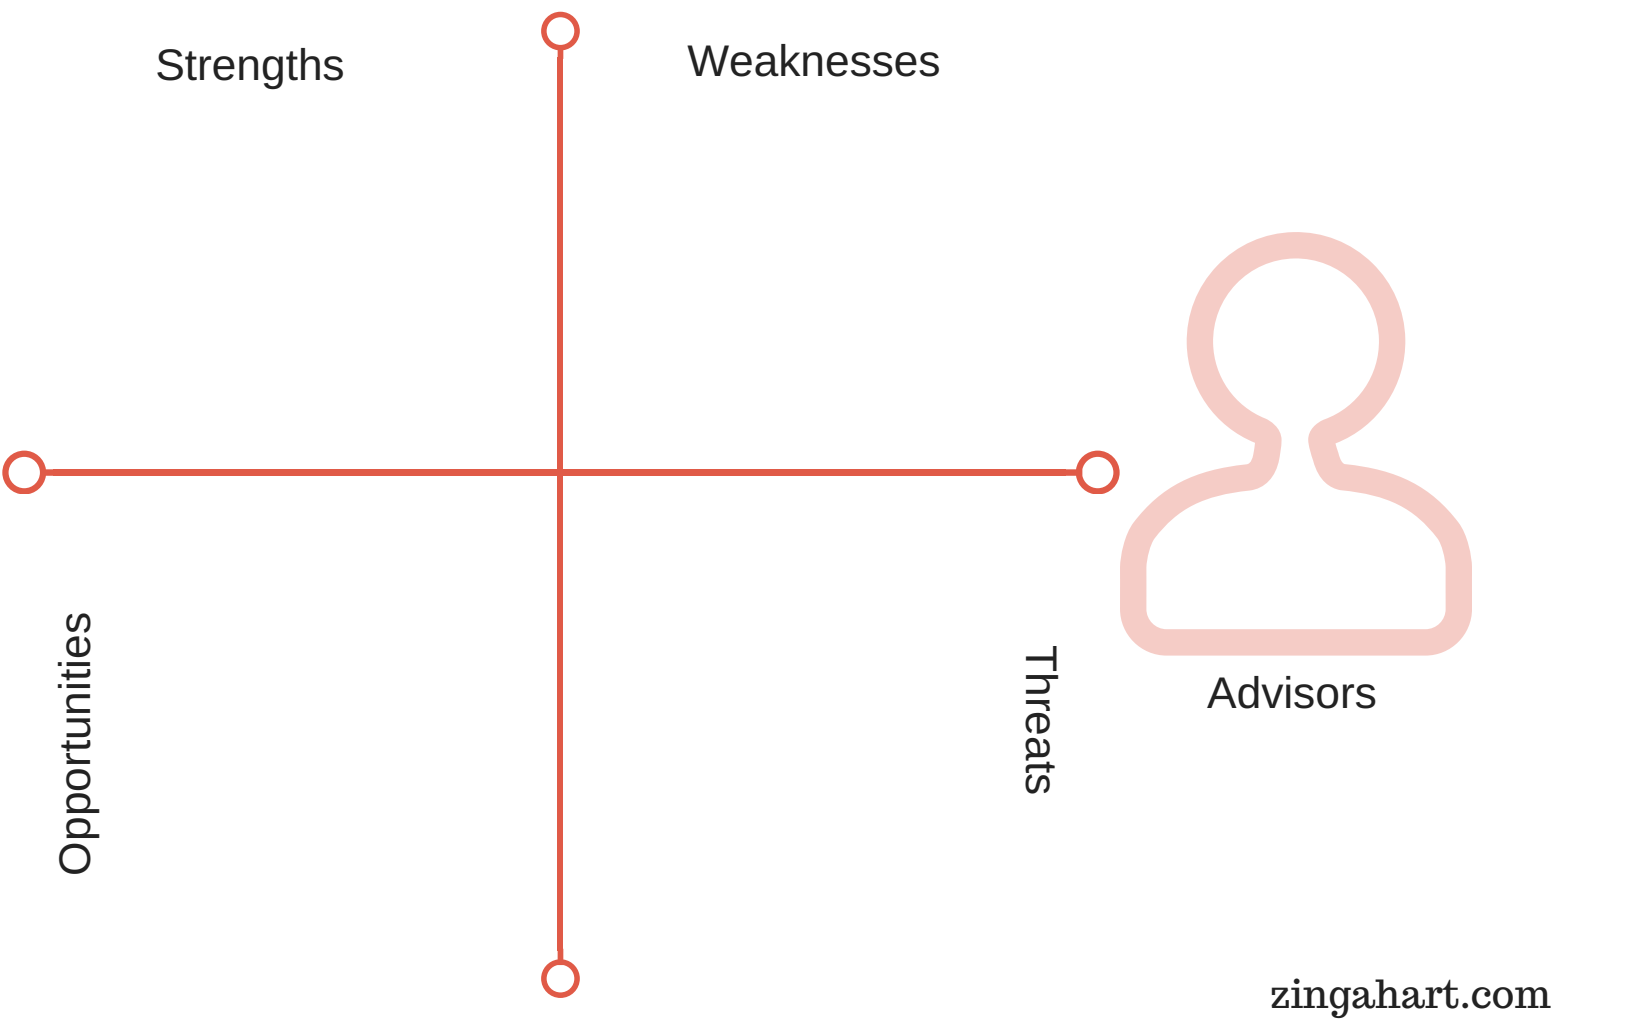 Strengths
Weaknesses
Opportunities
Threats
Advisors
zingahart.com